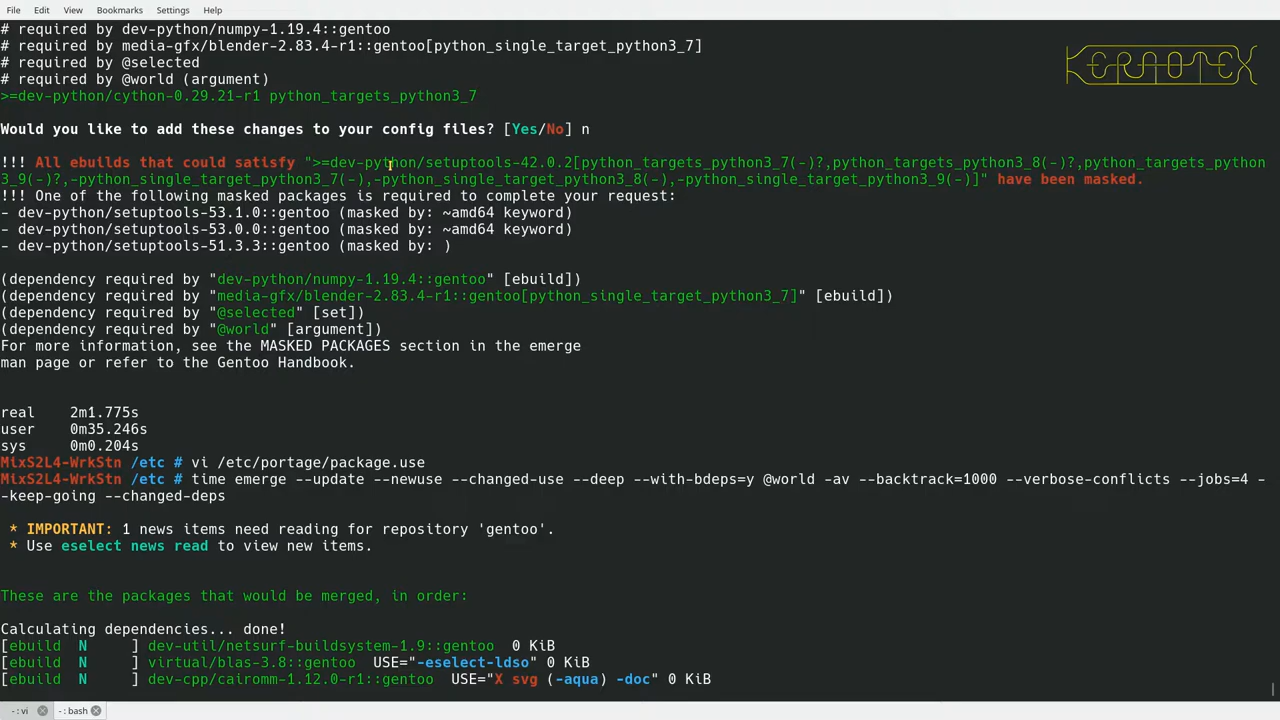 File Edit View Bookmarks Settings Help
# required by dev-python/numpy-1.19.4::gentoo
# required by media-gfx/blender-2.83.4-r1::gentoo[python_single_target_python3_7]
# required by @selected
# required by @world (argument)
>=dev-python/cython-0.29.21-r1 python_targets_python3_7
KERAOTEX
Would you like to add these changes to your config files? [Yes/No] n
!!! All ebuilds that could satisfy ">=dev-python/setuptools-42.0.2[python_targets_python3_7(-)?,python_targets_python3_8(-)?,python_targets_python
3_9(-)?,-python_single_target_python3_7(-),-python_single_target_python3_8(-),-python_single_target_python3_9(-)]" have been masked.
!!! One of the following masked packages is required to complete your request:
- dev-python/setuptools-53.1.0::gentoo (masked by: ~amd64 keyword)
- dev-python/setuptools-53.0.0::gentoo (masked by: ~amd64 keyword)
- dev-python/setuptools-51.3.3::gentoo (masked by: )
(dependency required by "dev-python/numpy-1.19.4::gentoo" [ebuild])
(dependency required by "media-gfx/blender-2.83.4-r1::gentoo[python_single_target_python3_7]" [ebuild])
(dependency required by "@selected" [set])
(dependency required by "@world" [argument])
For more information, see the MASKED PACKAGES section in the emerge
man page or refer to the Gentoo Handbook.
real 2m1.775s
user 0m35.246s
sys 0m0.204s
MixS2L4-WrkStn /etc # vi /etc/portage/package.use
MixS2L4-WrkStn /etc # time emerge --update --newuse --changed-use --deep --with-bdeps=y @world -av --backtrack=1000 --verbose-conflicts --jobs=4 -
-keep-going --changed-deps
* IMPORTANT: 1 news items need reading for repository 'gentoo'.
* Use eselect news read to view new items.
These are the packages that would be merged, in order:
Calculating dependencies... done!
[ebuild N ] dev-util/netsurf-buildsystem-1.9::gentoo 0 KiB
[ebuild N ] virtual/blas-3.8::gentoo USE="-eselect-ldso" 0 KiB
[ebuild N ] dev-cpp/cairomm-1.12.0-r1::gentoo USE="X svg (-aqua) -doc" 0 KiB
- : vi - : bash